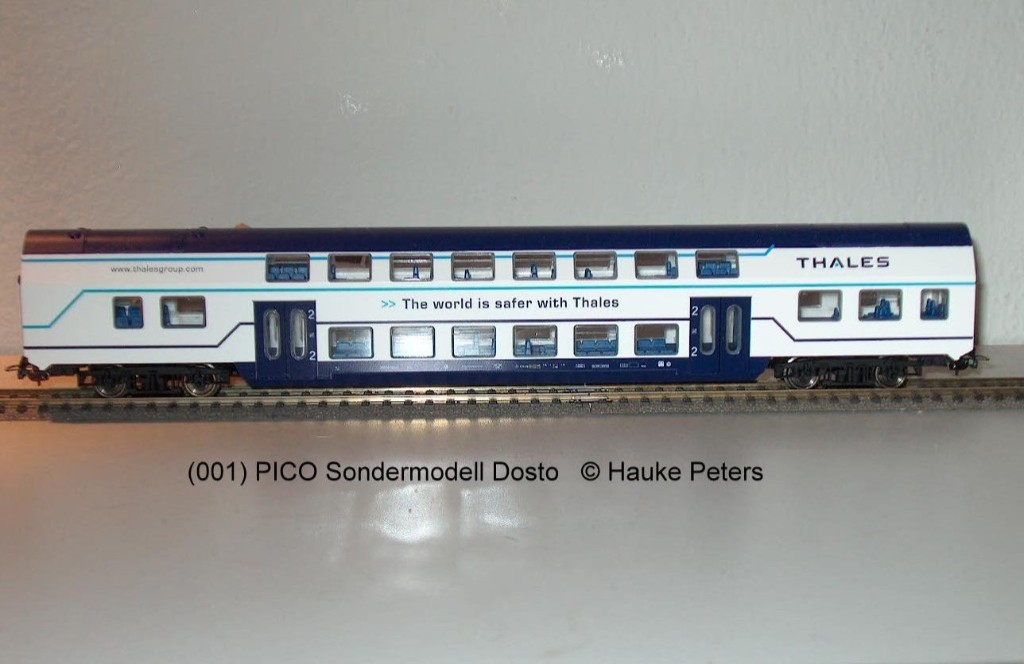 www.thalesgroup.com
THALES
>> The world is safer with Thales
2
2
2
2
(001) PICO Sondermodell Dosto © Hauke Peters